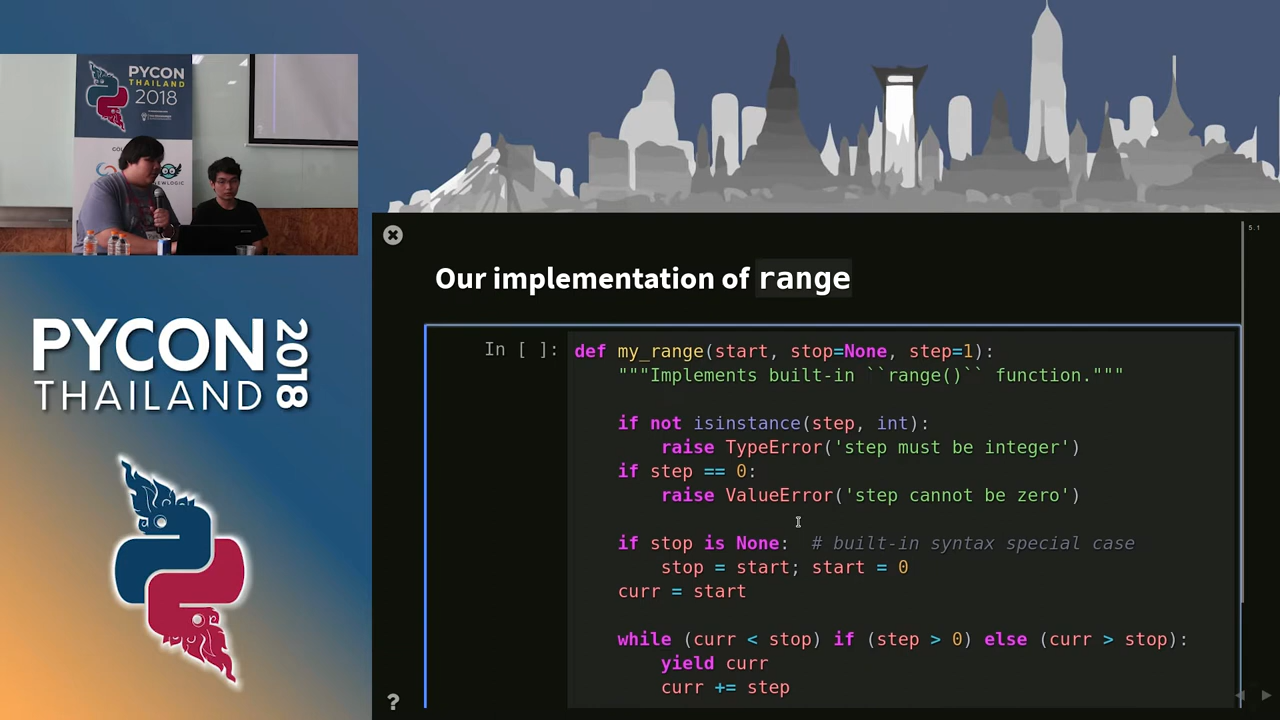 PYCON
THAILAND
2018
NEWLOGIC
PYCON
THAILAND
2018
5.1
Our implementation of range
In [ ]:
def my_range(start, stop=None, step=1):
    """Implements built-in ``range()`` function."""
    if not isinstance(step, int):
        raise TypeError('step must be integer')
    if step == 0:
        raise ValueError('step cannot be zero')
    if stop is None:  # built-in syntax special case
        stop = start; start = 0
    curr = start
    while (curr < stop) if (step > 0) else (curr > stop):
        yield curr
        curr += step
?